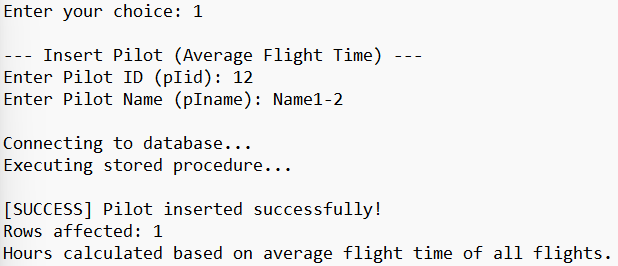 Enter your choice: 1
--- Insert Pilot (Average Flight Time) ---
Enter Pilot ID (pIid): 12
Enter Pilot Name (pIname): Name1-2
Connecting to database...
Executing stored procedure...
[SUCCESS] Pilot inserted successfully!
Rows affected: 1
Hours calculated based on average flight time of all flights.